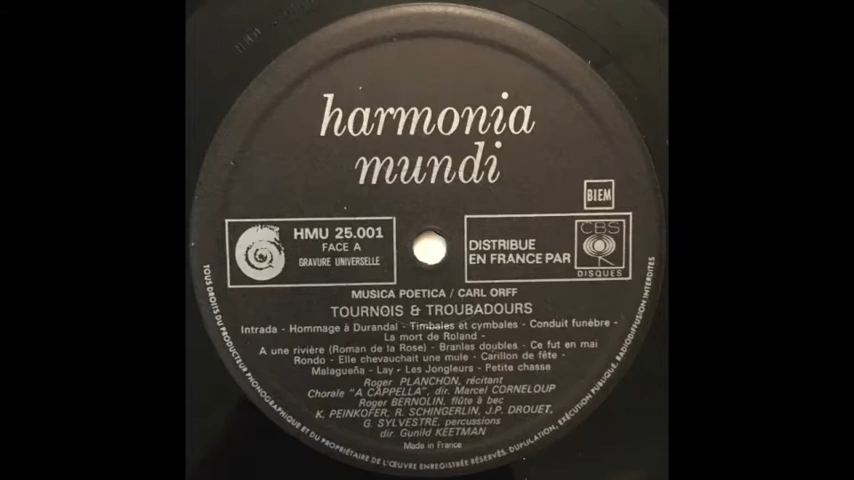 harmonia
mundi
BIEM
HMU 25.001
FACE A
GRAVURE UNIVERSELLE
DISTRIBUE
EN FRANCE PAR
CBS
DISQUES
MUSICA POETICA / CARL ORFF
TOURNOIS & TROUBADOURS
Intrada - Hommage à Durandal - Timbales et cymbales - Conduit funèbre -
La mort de Roland -
A une rivière (Roman de la Rose) - Branles doubles - Ce fut en mai
Rondo - Elle chevauchait une mule - Carillon de fête -
Malagueña - Lay - Les Jongleurs - Petite chasse
Roger PLANCHON, récitant
Chorale "A CAPPELLA", dir. Marcel CORNELOUP
Roger BERNOLIN, flûte à bec
K. PEINKOFER, R. SCHINGERLIN, J.P. DROUET,
G. SYLVESTRE, percussions
dir. Gunild KEETMAN
Made in France
TOUS DROITS DU PRODUCTEUR PHONOGRAPHIQUE ET DU PROPRIÉTAIRE DE L'ŒUVRE ENREGISTRÉE RÉSERVÉS. DUPLICATION, EXÉCUTION PUBLIQUE, RADIODIFFUSION INTERDITES